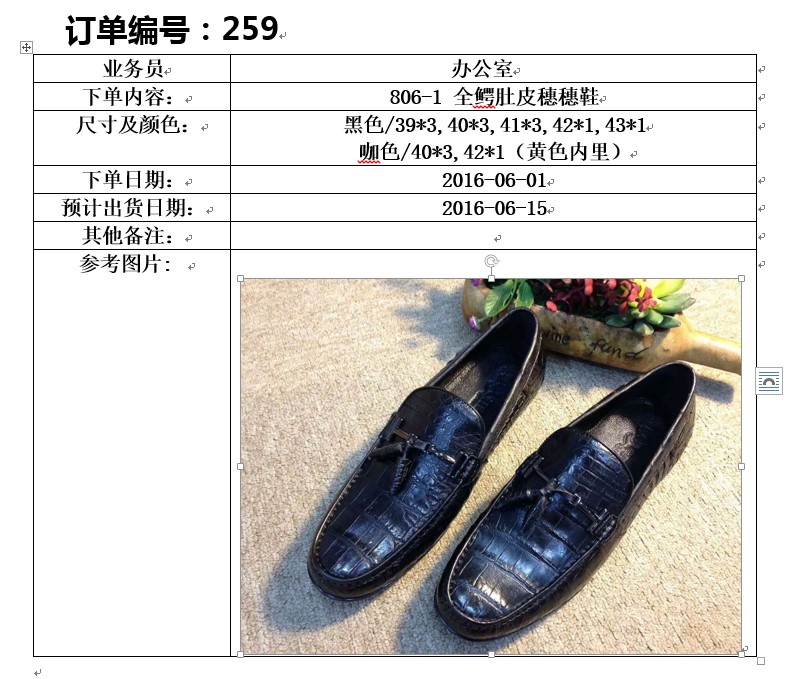 订单编号：259
业务员 办公室
下单内容： 806-1 全鳄肚皮穗穗鞋
尺寸及颜色： 黑色/39*3,40*3,41*3,42*1,43*1
咖色/40*3,42*1（黄色内里）
下单日期： 2016-06-01
预计出货日期： 2016-06-15
其他备注：
参考图片:
fund